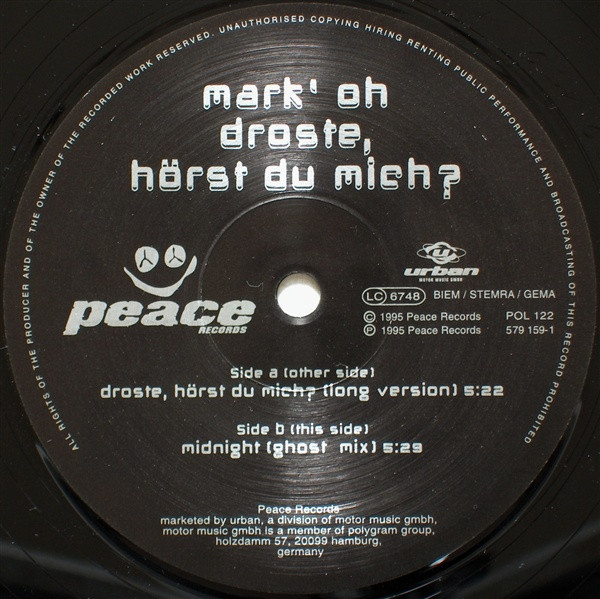 ALL RIGHTS OF THE PRODUCER AND OF THE OWNER OF THE RECORDED WORK RESERVED. UNAUTHORISED COPYING HIRING RENTING PUBLIC PERFORMANCE AND BROADCASTING OF THIS RECORD PROHIBITED
mark' oh
droste,
hörst du mich?
peace
RECORDS
urban
MOTOR MUSIC GMBH
LC 6748 BIEM / STEMRA / GEMA
© 1995 Peace Records POL 122
℗ 1995 Peace Records 579 159-1
Side a (other side)
droste, hörst du mich? (long version) 5:22
Side b (this side)
midnight (ghost mix) 5:29
Peace Records
marketed by urban, a division of motor music gmbh,
motor music gmbh is a member of polygram group,
holzdamm 57, 20099 hamburg,
germany